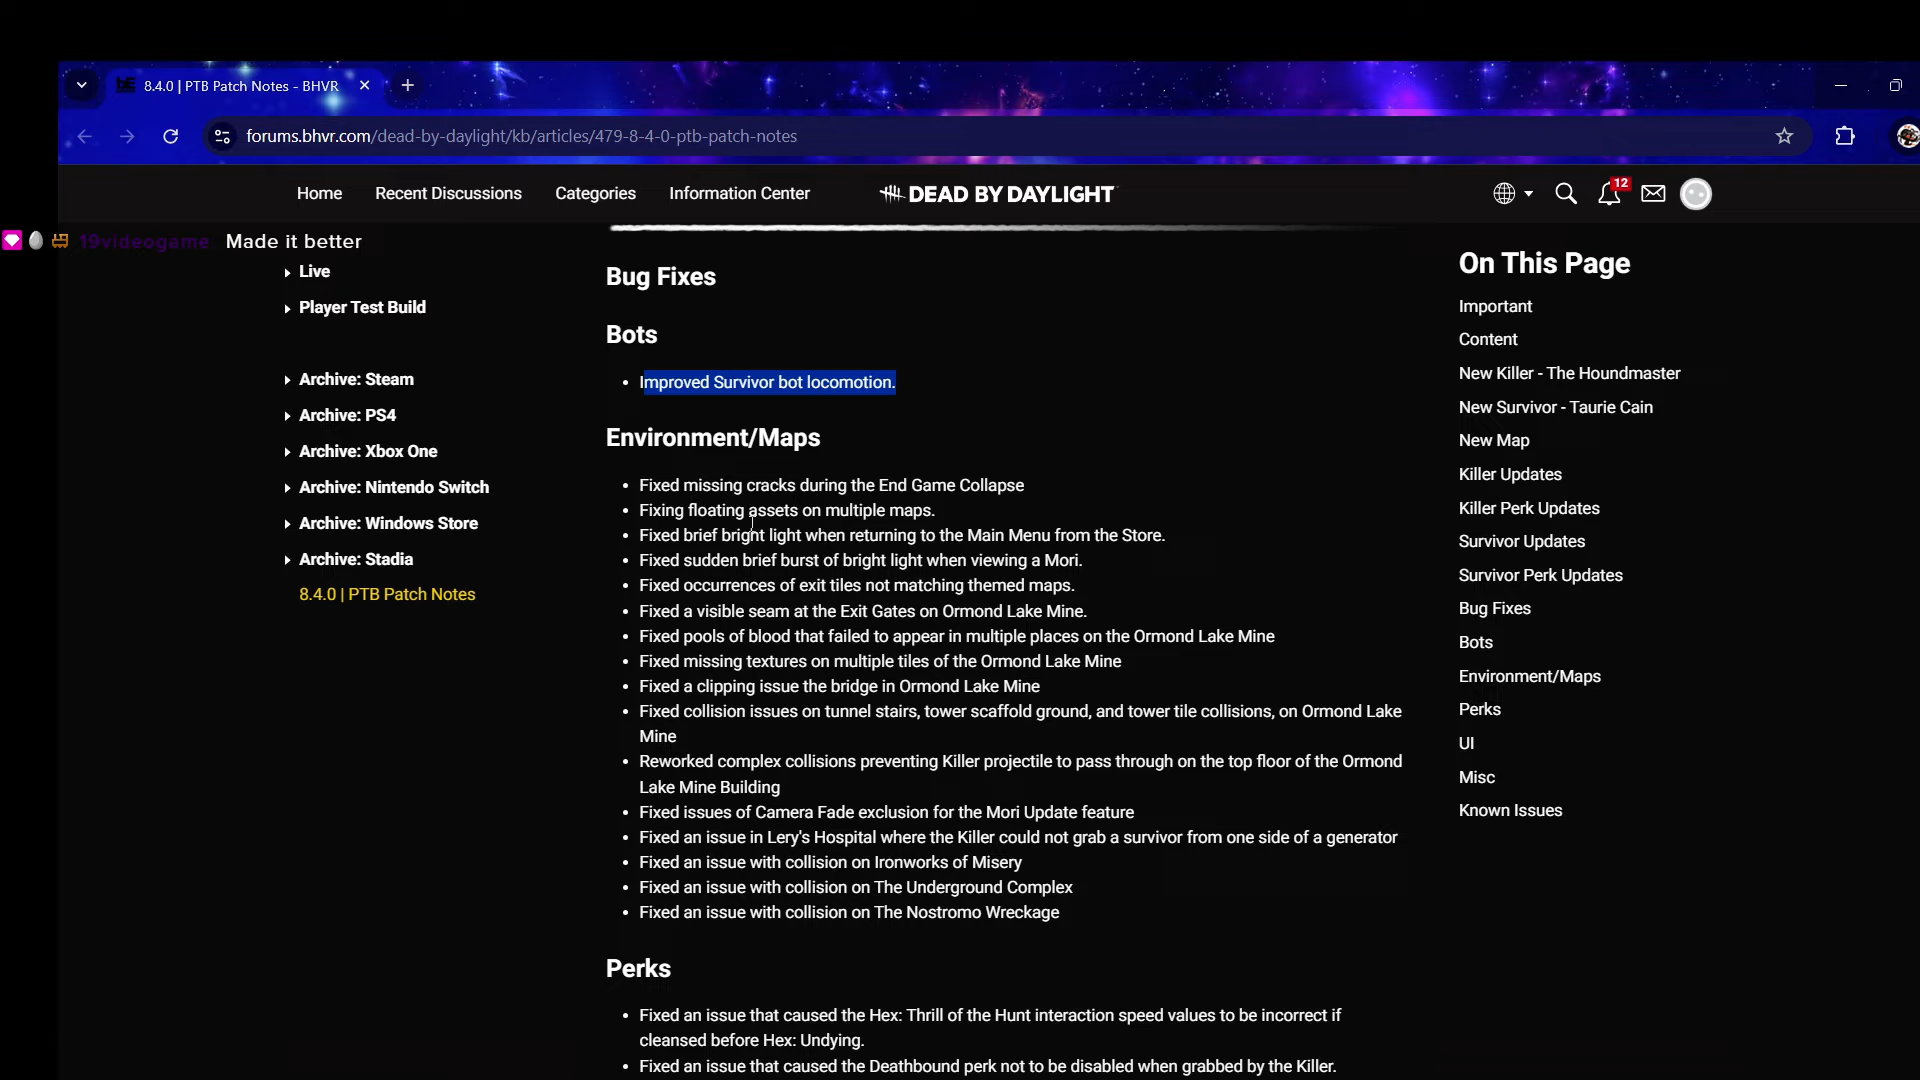 8.4.0 | PTB Patch Notes - BHVR
forums.bhvr.com/dead-by-daylight/kb/articles/479-8-4-0-ptb-patch-notes
Home
Recent Discussions
Categories
Information Center
DEAD BY DAYLIGHT
12
19videogame Made it better
Live
Player Test Build
Archive: Steam
Archive: PS4
Archive: Xbox One
Archive: Nintendo Switch
Archive: Windows Store
Archive: Stadia
8.4.0 | PTB Patch Notes
Bug Fixes
Bots
• Improved Survivor bot locomotion.
Environment/Maps
• Fixed missing cracks during the End Game Collapse
• Fixing floating assets on multiple maps.
• Fixed brief bright light when returning to the Main Menu from the Store.
• Fixed sudden brief burst of bright light when viewing a Mori.
• Fixed occurrences of exit tiles not matching themed maps.
• Fixed a visible seam at the Exit Gates on Ormond Lake Mine.
• Fixed pools of blood that failed to appear in multiple places on the Ormond Lake Mine
• Fixed missing textures on multiple tiles of the Ormond Lake Mine
• Fixed a clipping issue the bridge in Ormond Lake Mine
• Fixed collision issues on tunnel stairs, tower scaffold ground, and tower tile collisions, on Ormond Lake
Mine
• Reworked complex collisions preventing Killer projectile to pass through on the top floor of the Ormond
Lake Mine Building
• Fixed issues of Camera Fade exclusion for the Mori Update feature
• Fixed an issue in Lery's Hospital where the Killer could not grab a survivor from one side of a generator
• Fixed an issue with collision on Ironworks of Misery
• Fixed an issue with collision on The Underground Complex
• Fixed an issue with collision on The Nostromo Wreckage
Perks
• Fixed an issue that caused the Hex: Thrill of the Hunt interaction speed values to be incorrect if
cleansed before Hex: Undying.
• Fixed an issue that caused the Deathbound perk not to be disabled when grabbed by the Killer.
On This Page
Important
Content
New Killer - The Houndmaster
New Survivor - Taurie Cain
New Map
Killer Updates
Killer Perk Updates
Survivor Updates
Survivor Perk Updates
Bug Fixes
Bots
Environment/Maps
Perks
UI
Misc
Known Issues